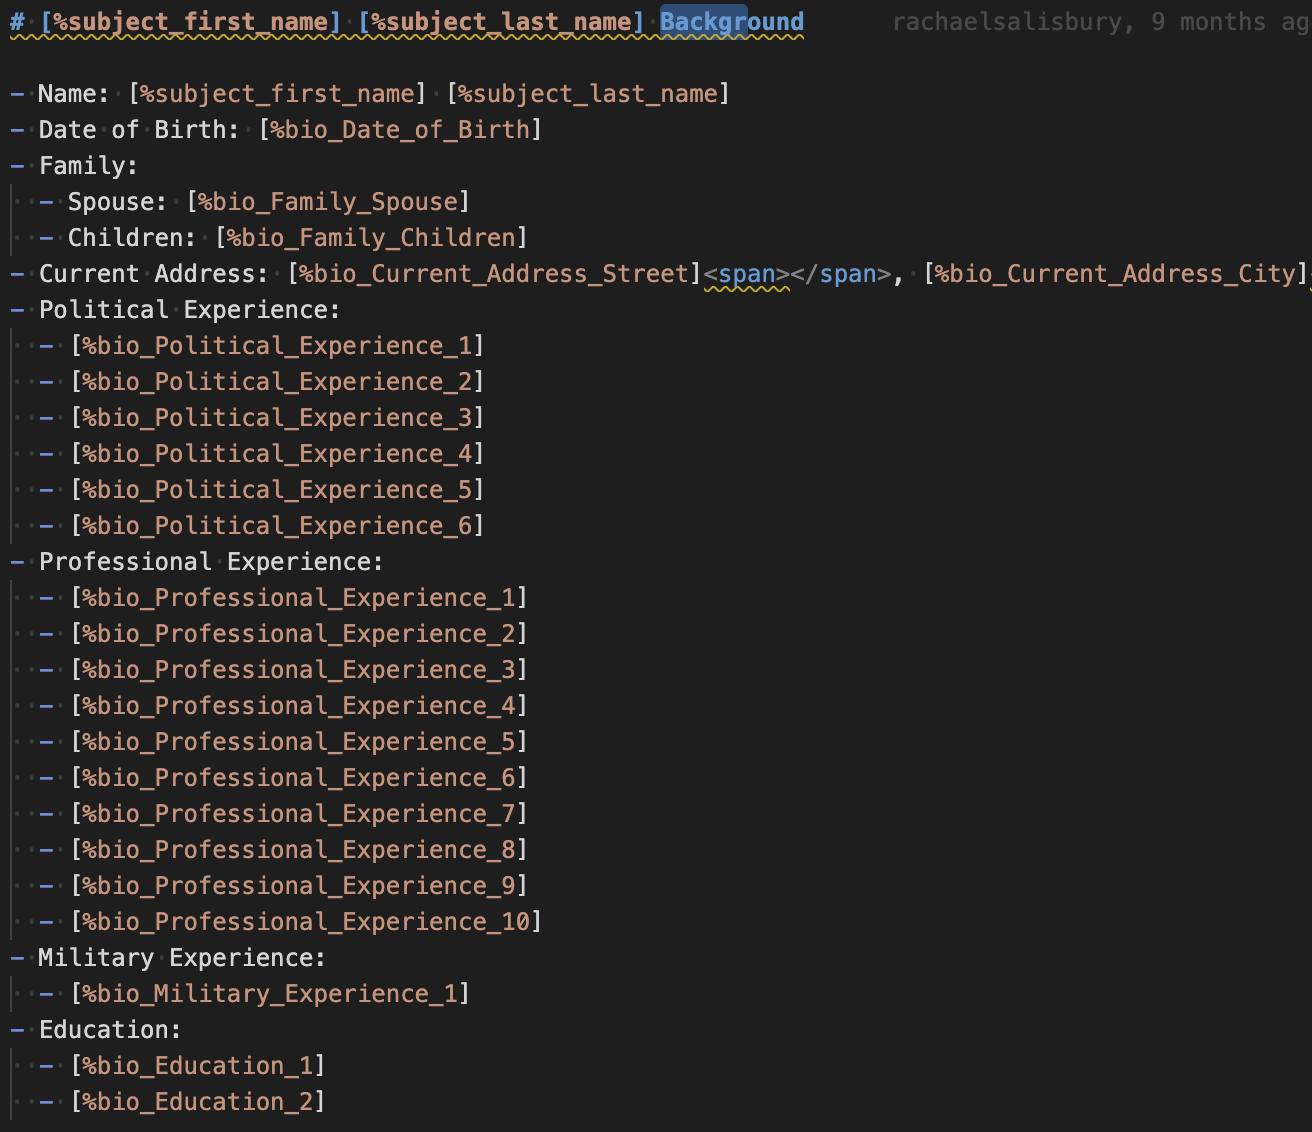 # [%subject_first_name] [%subject_last_name] Background rachaelsalisbury, 9 months ag
- Name: [%subject_first_name] [%subject_last_name]
- Date of Birth: [%bio_Date_of_Birth]
- Family:
- Spouse: [%bio_Family_Spouse]
- Children: [%bio_Family_Children]
- Current Address: [%bio_Current_Address_Street]<span></span>, [%bio_Current_Address_City]
- Political Experience:
- [%bio_Political_Experience_1]
- [%bio_Political_Experience_2]
- [%bio_Political_Experience_3]
- [%bio_Political_Experience_4]
- [%bio_Political_Experience_5]
- [%bio_Political_Experience_6]
- Professional Experience:
- [%bio_Professional_Experience_1]
- [%bio_Professional_Experience_2]
- [%bio_Professional_Experience_3]
- [%bio_Professional_Experience_4]
- [%bio_Professional_Experience_5]
- [%bio_Professional_Experience_6]
- [%bio_Professional_Experience_7]
- [%bio_Professional_Experience_8]
- [%bio_Professional_Experience_9]
- [%bio_Professional_Experience_10]
- Military Experience:
- [%bio_Military_Experience_1]
- Education:
- [%bio_Education_1]
- [%bio_Education_2]